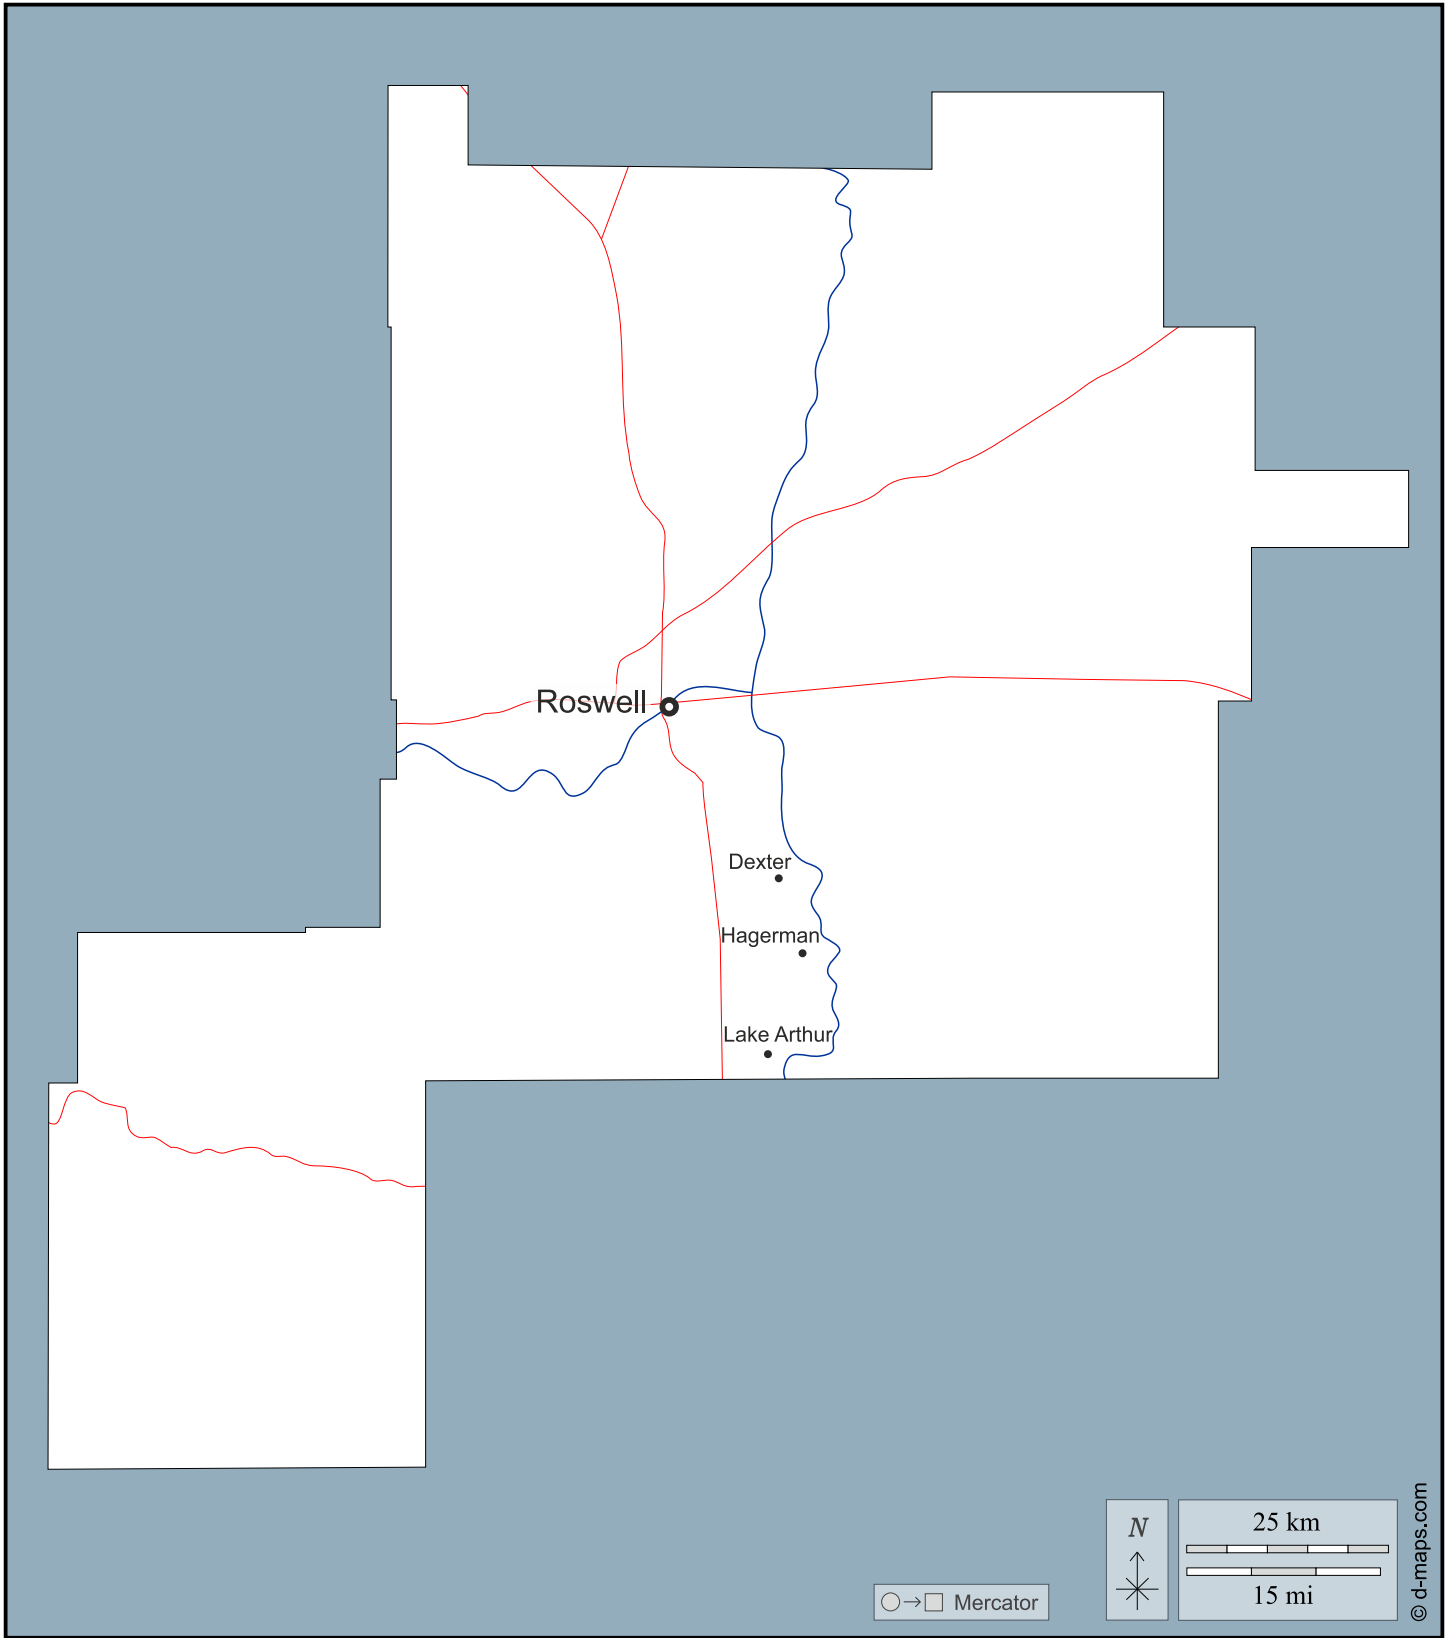 Roswell
Dexter
Hagerman
Lake Arthur
N
25 km
15 mi
Mercator
© d-maps.com